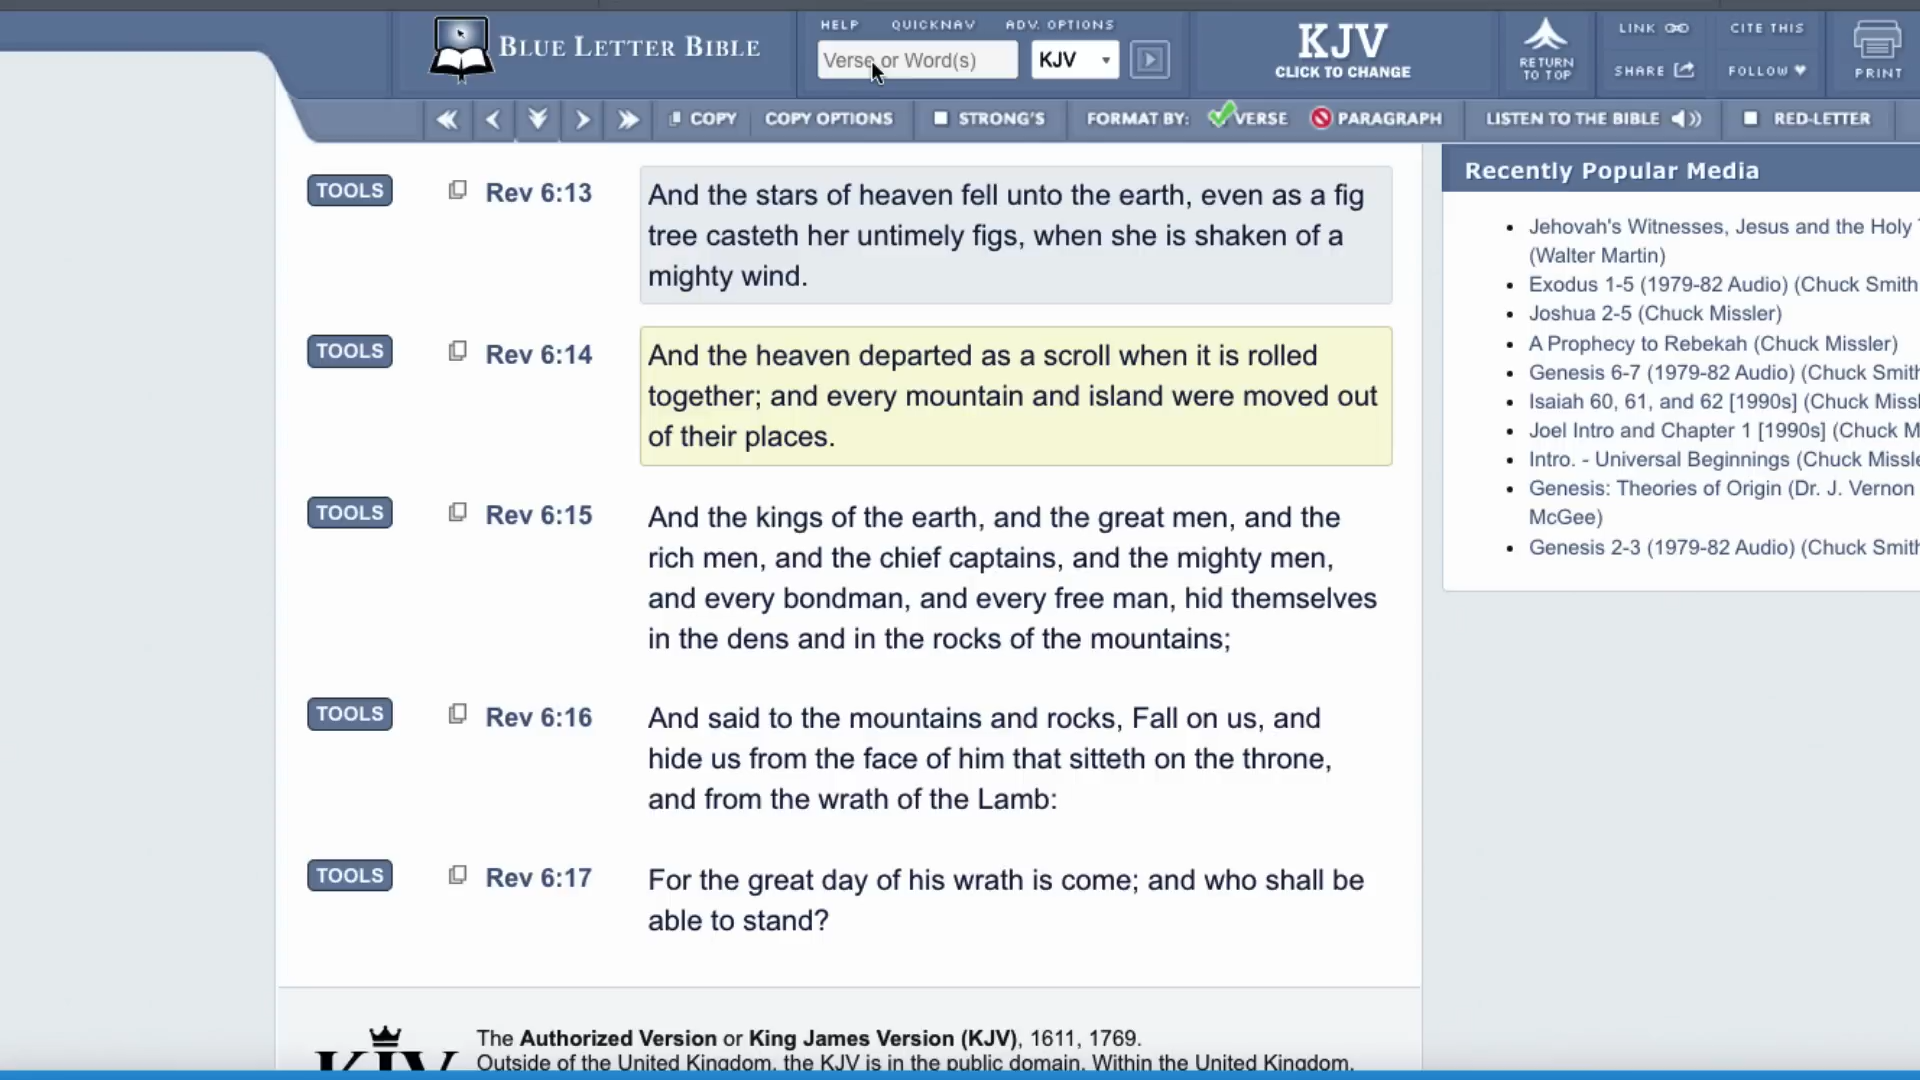 BLUE LETTER BIBLE
HELP QUICKNAV ADV. OPTIONS
Verse or Word(s) KJV
KJV
CLICK TO CHANGE
RETURN
TO TOP
LINK CITE THIS
SHARE FOLLOW
PRINT
COPY COPY OPTIONS STRONG'S FORMAT BY: VERSE PARAGRAPH LISTEN TO THE BIBLE RED-LETTER
TOOLS Rev 6:13
And the stars of heaven fell unto the earth, even as a fig
tree casteth her untimely figs, when she is shaken of a
mighty wind.
TOOLS Rev 6:14
And the heaven departed as a scroll when it is rolled
together; and every mountain and island were moved out
of their places.
TOOLS Rev 6:15
And the kings of the earth, and the great men, and the
rich men, and the chief captains, and the mighty men,
and every bondman, and every free man, hid themselves
in the dens and in the rocks of the mountains;
TOOLS Rev 6:16
And said to the mountains and rocks, Fall on us, and
hide us from the face of him that sitteth on the throne,
and from the wrath of the Lamb:
TOOLS Rev 6:17
For the great day of his wrath is come; and who shall be
able to stand?
KJV
The Authorized Version or King James Version (KJV), 1611, 1769.
Outside of the United Kingdom, the KJV is in the public domain. Within the United Kingdom,
Recently Popular Media
Jehovah's Witnesses, Jesus and the Holy
(Walter Martin)
Exodus 1-5 (1979-82 Audio) (Chuck Smith
Joshua 2-5 (Chuck Missler)
A Prophecy to Rebekah (Chuck Missler)
Genesis 6-7 (1979-82 Audio) (Chuck Smith
Isaiah 60, 61, and 62 [1990s] (Chuck Missl
Joel Intro and Chapter 1 [1990s] (Chuck M
Intro. - Universal Beginnings (Chuck Missle
Genesis: Theories of Origin (Dr. J. Vernon
McGee)
Genesis 2-3 (1979-82 Audio) (Chuck Smith